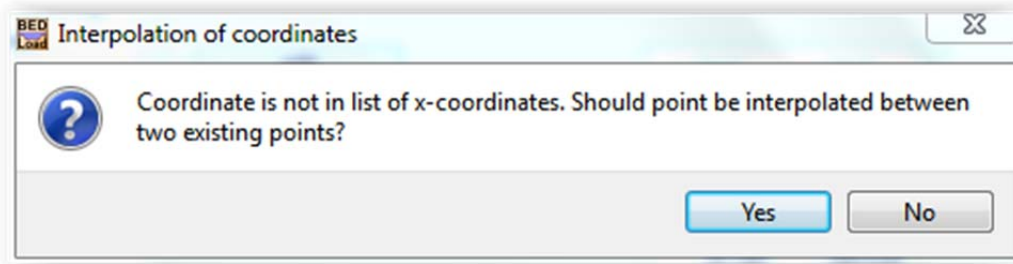 BED
Load
Interpolation of coordinates
Coordinate is not in list of x-coordinates. Should point be interpolated between
two existing points?
Yes
No